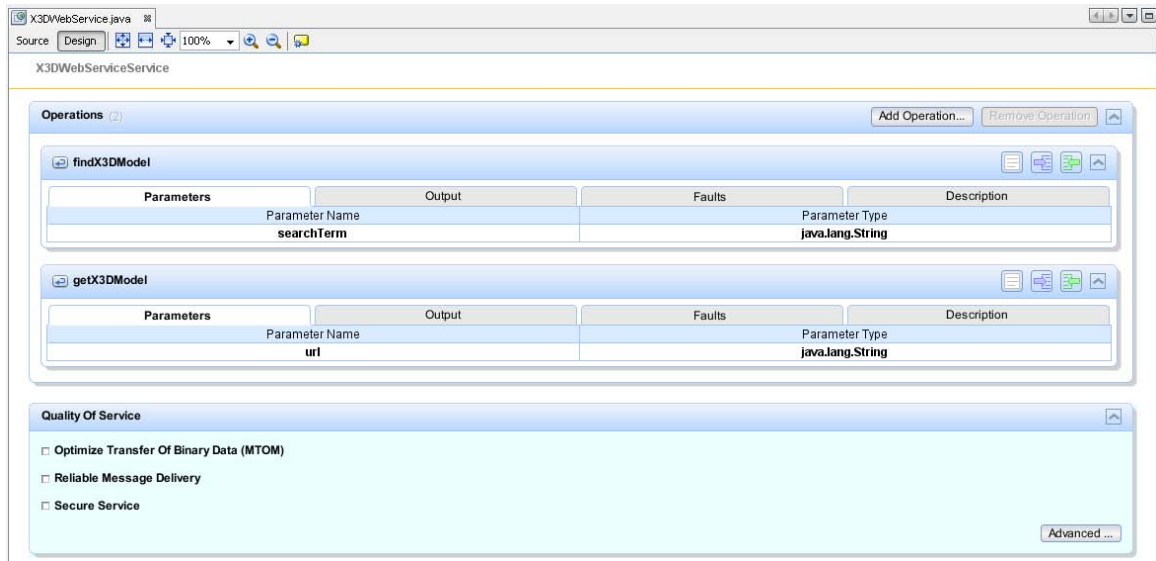 X3DWebService.java
Source Design 100%
X3DWebServiceService
Operations (2) Add Operation... Remove Operation
findX3DModel
Parameters Output Faults Description
Parameter Name Parameter Type
searchTerm java.lang.String
getX3DModel
Parameters Output Faults Description
Parameter Name Parameter Type
url java.lang.String
Quality Of Service
Optimize Transfer Of Binary Data (MTOM)
Reliable Message Delivery
Secure Service
Advanced ...